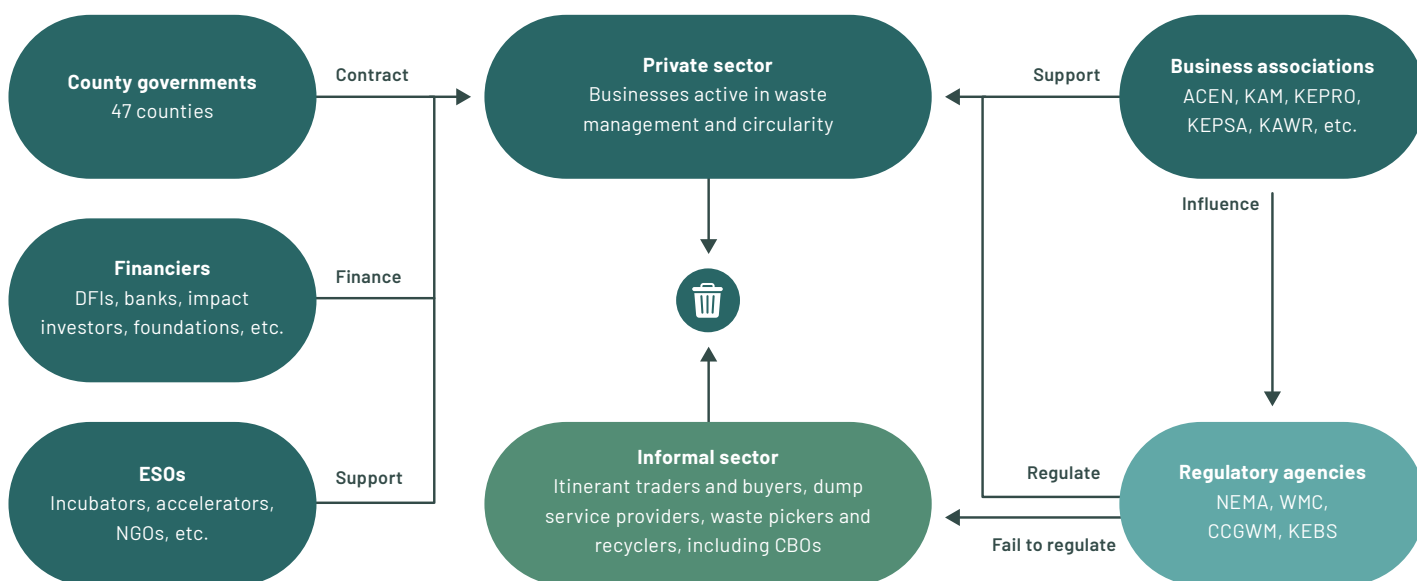 County governments
47 counties
Contract
Private sector
Businesses active in waste
management and circularity
Support
Business associations
ACEN, KAM, KEPRO,
KEPSA, KAWR, etc.
Influence
Financiers
DFIs, banks, impact
investors, foundations, etc.
Finance
ESOs
Incubators, accelerators,
NGOs, etc.
Support
Informal sector
Itinerant traders and buyers, dump
service providers, waste pickers and
recyclers, including CBOs
Regulate
Fail to regulate
Regulatory agencies
NEMA, WMC,
CCGWM, KEBS